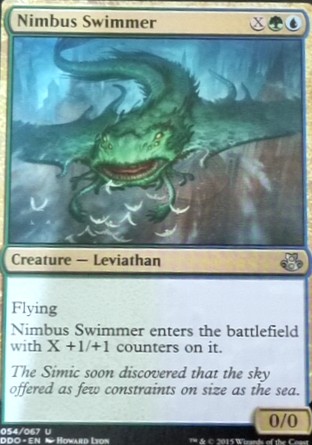 Nimbus Swimmer X
Creature — Leviathan
Flying
Nimbus Swimmer enters the battlefield
with X +1/+1 counters on it.
The Simic soon discovered that the sky
offered as few constraints on size as the sea.
0/0
054/067 U
DDO • EN Howard Lyon
™ & © 2015 Wizards of the Coast